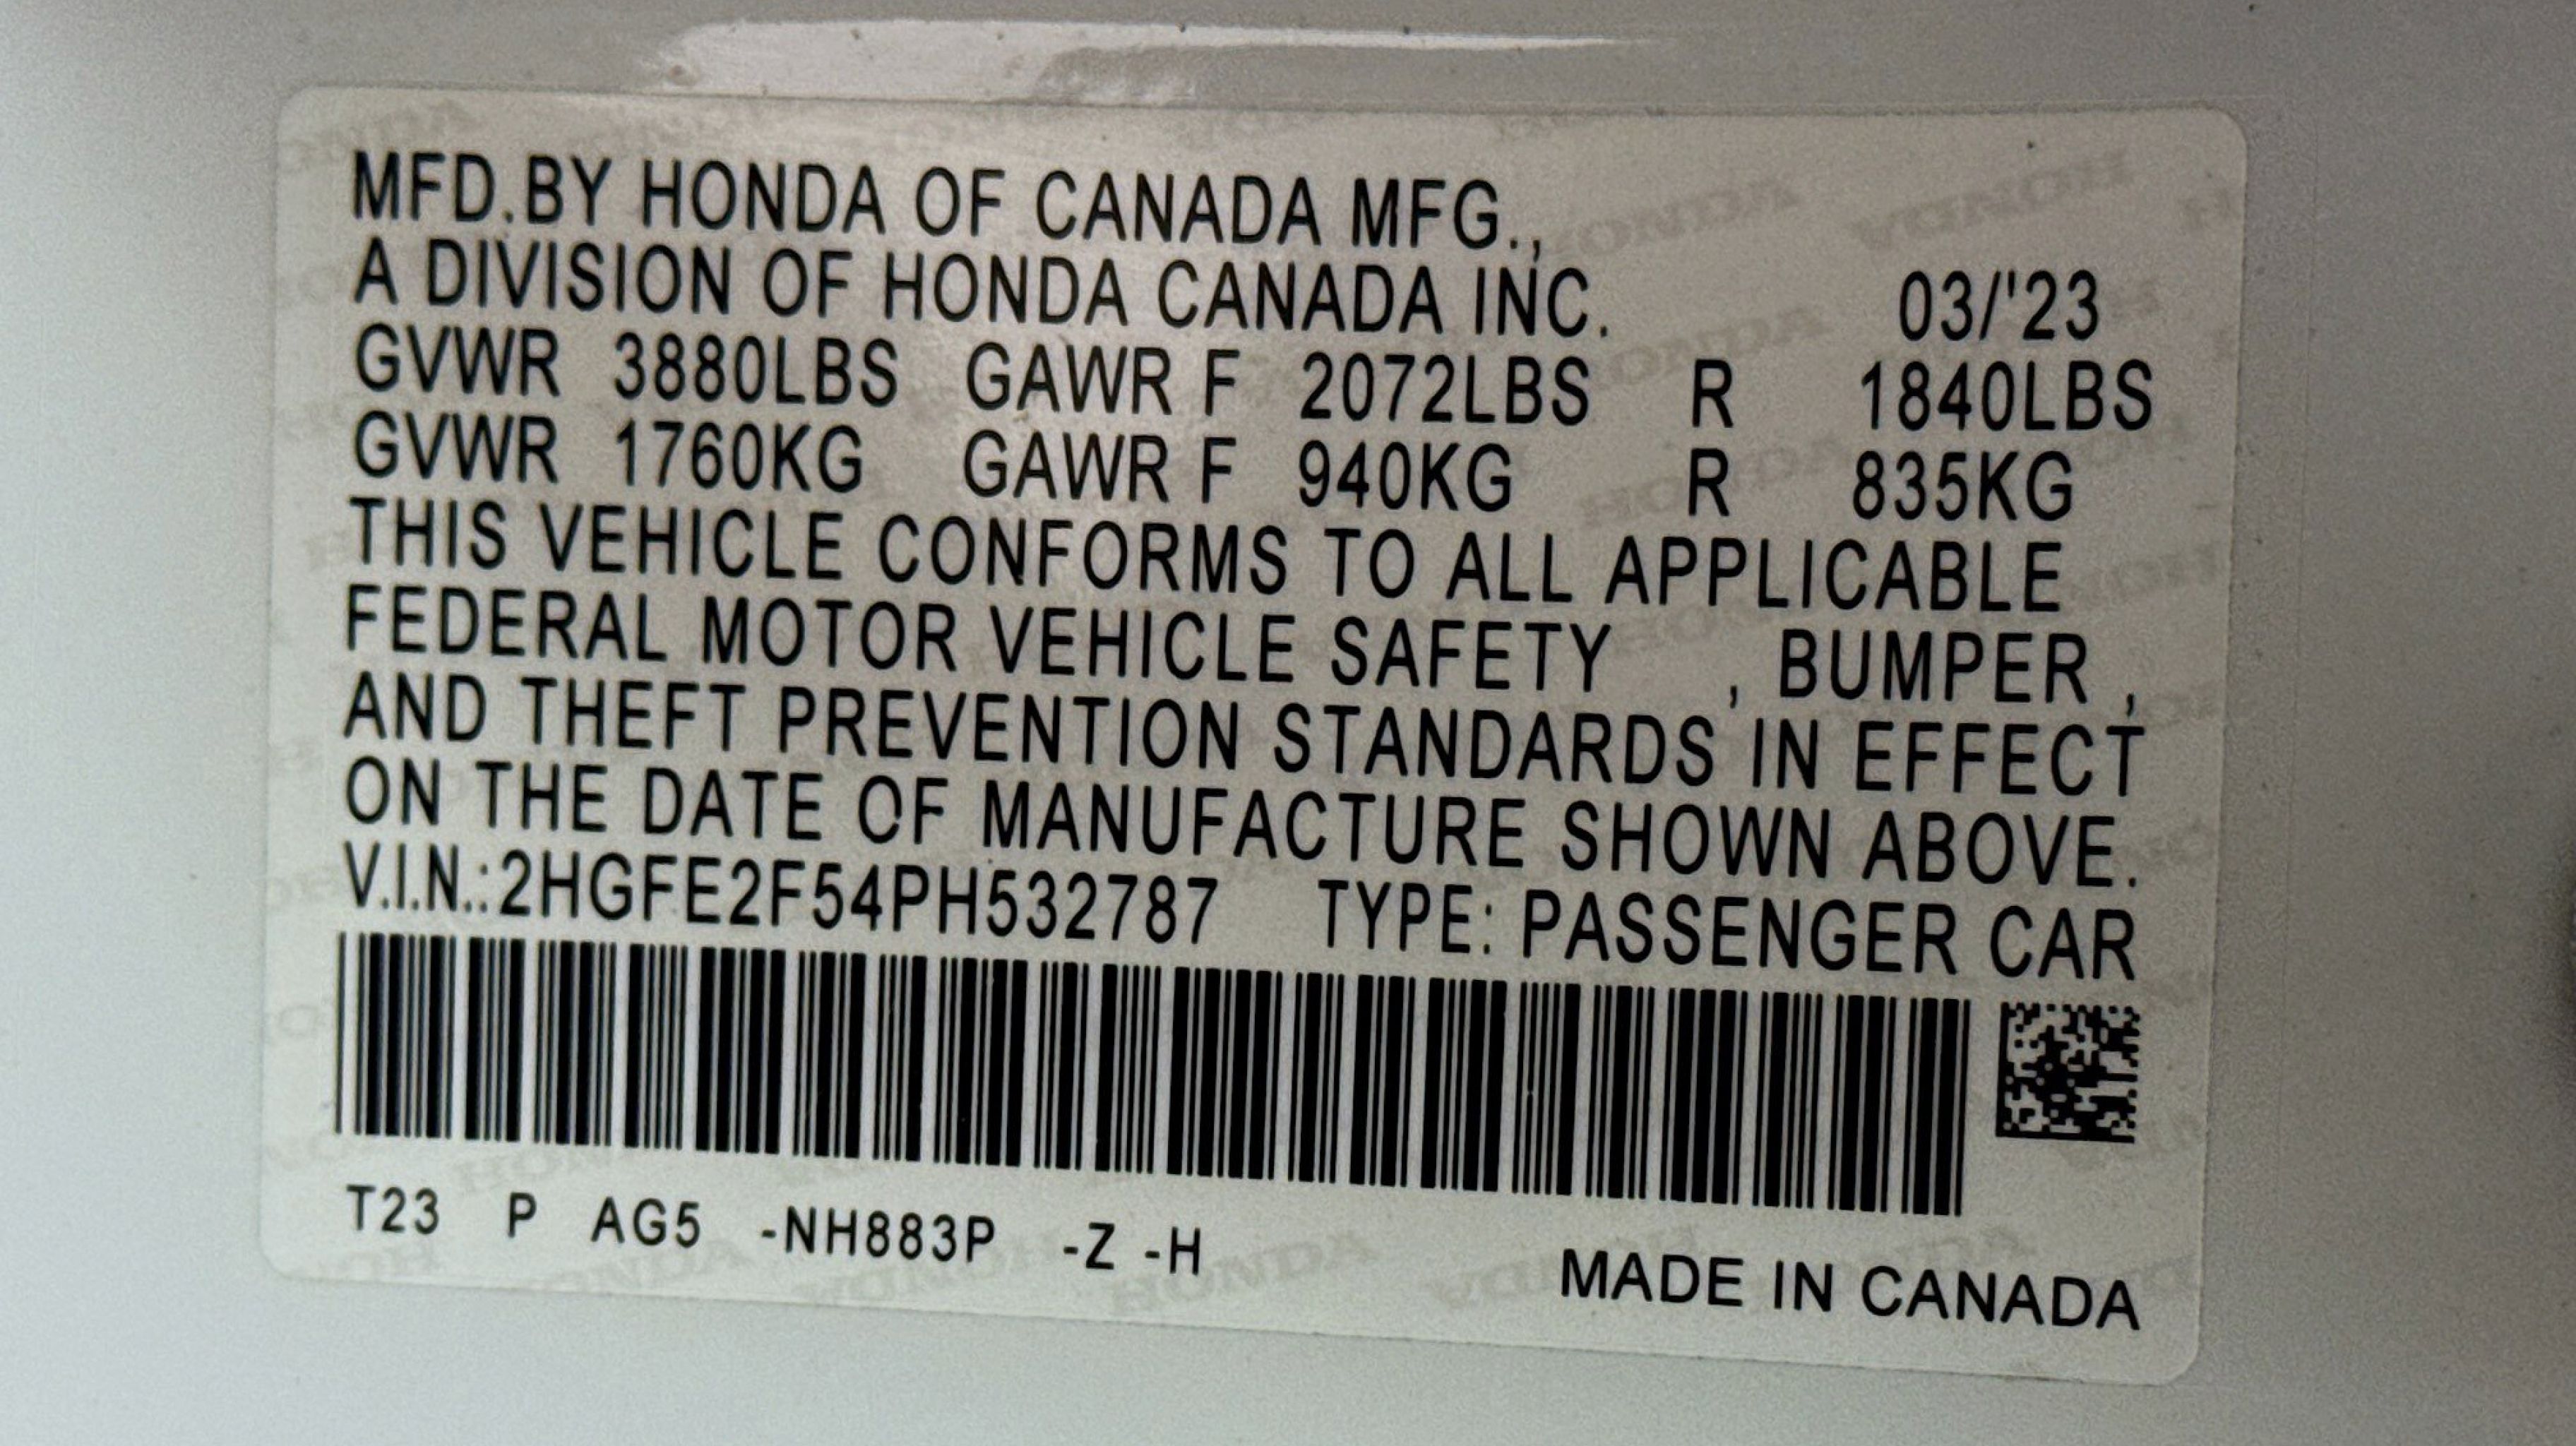 MFD.BY HONDA OF CANADA MFG.,
A DIVISION OF HONDA CANADA INC. 03/'23
GVWR 3880LBS GAWR F 2072LBS R 1840LBS
GVWR 1760KG GAWR F 940KG R 835KG
THIS VEHICLE CONFORMS TO ALL APPLICABLE
FEDERAL MOTOR VEHICLE SAFETY , BUMPER ,
AND THEFT PREVENTION STANDARDS IN EFFECT
ON THE DATE OF MANUFACTURE SHOWN ABOVE.
V.I.N.:2HGFE2F54PH532787 TYPE: PASSENGER CAR
T23 P AG5 -NH883P -Z -H
MADE IN CANADA